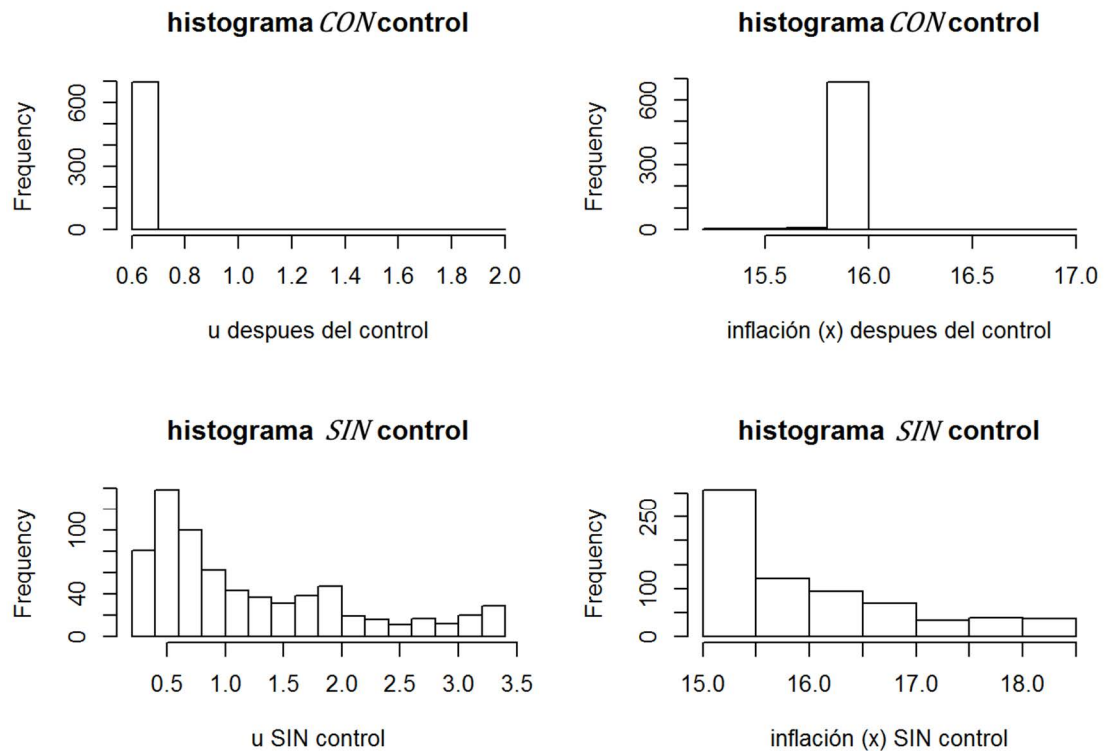 histograma CON control
Frequency
0 300 600
0.6 0.8 1.0 1.2 1.4 1.6 1.8 2.0
u despues del control
histograma CON control
Frequency
0 300 600
15.5 16.0 16.5 17.0
inflación (x) despues del control
histograma SIN control
Frequency
0 40 100
0.5 1.0 1.5 2.0 2.5 3.0 3.5
u SIN control
histograma SIN control
Frequency
0 100 250
15.0 16.0 17.0 18.0
inflación (x) SIN control